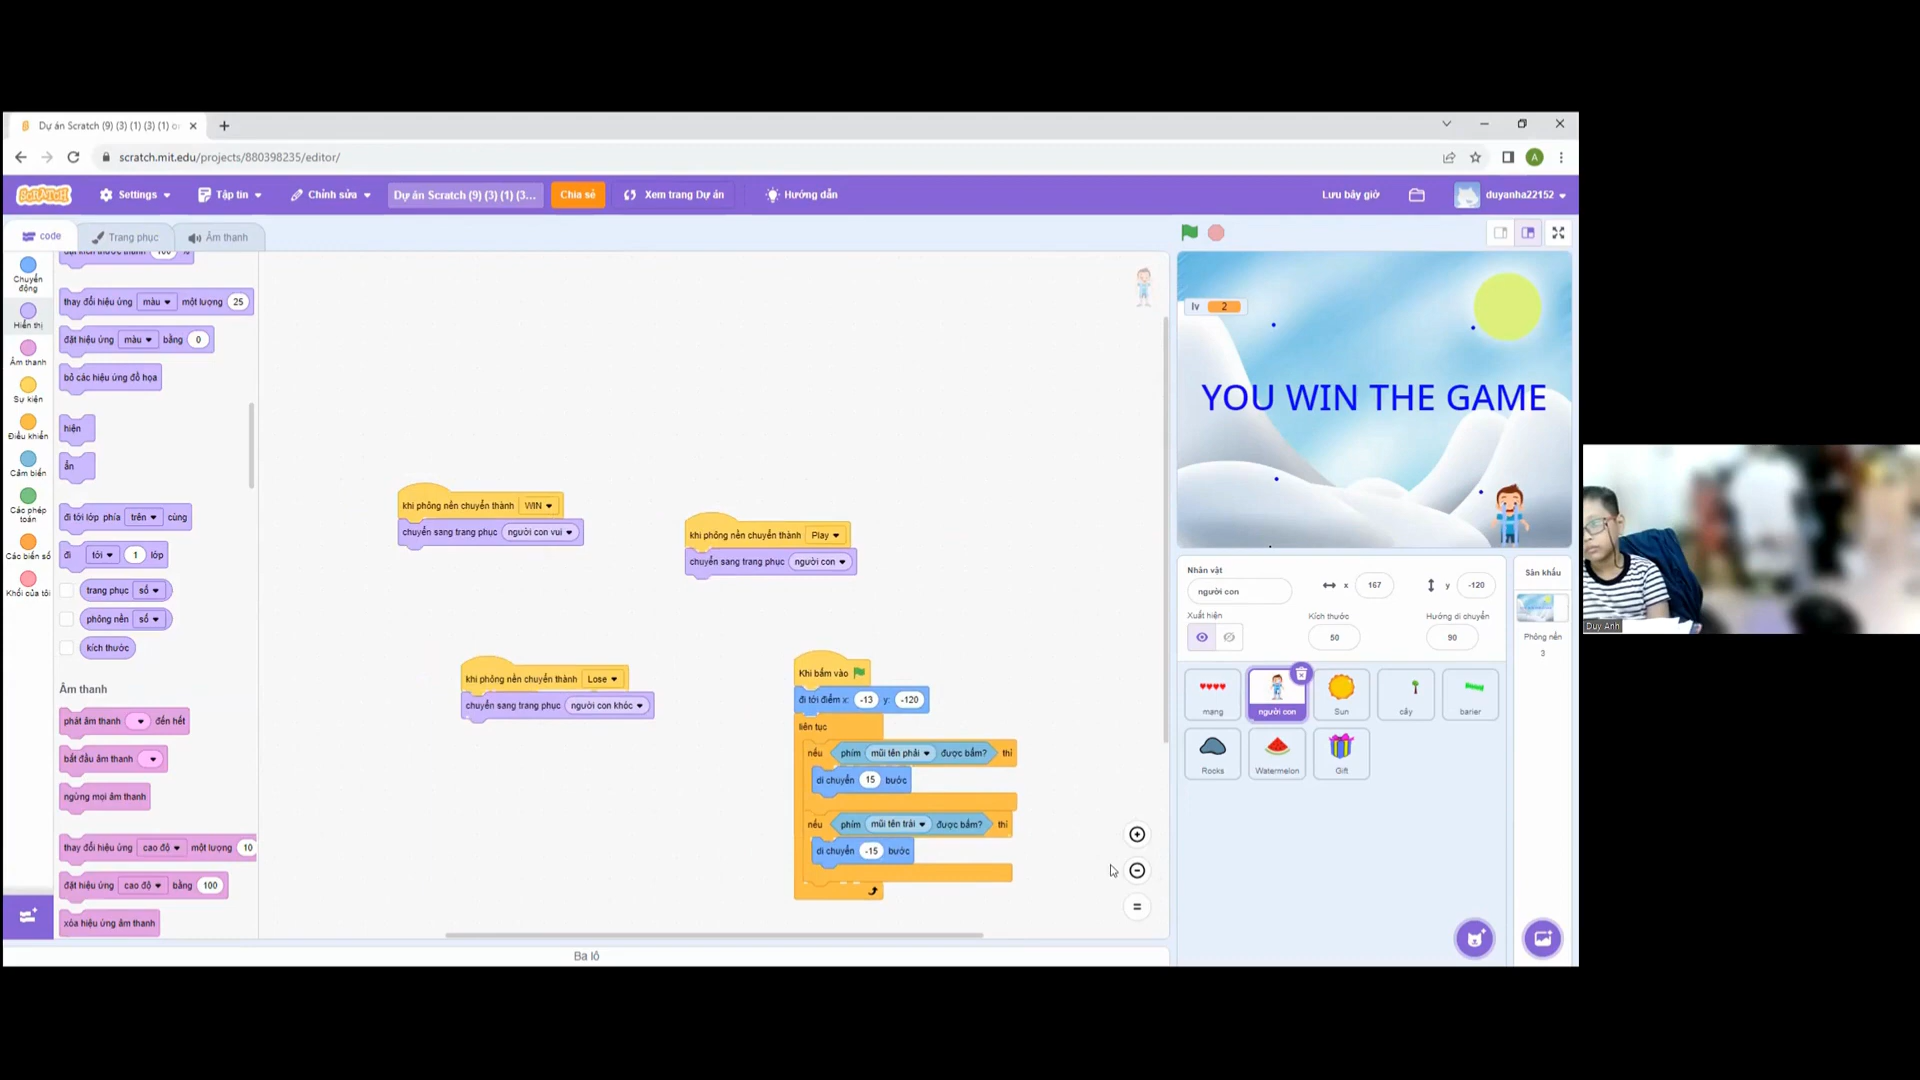 Dự án Scratch (9) (3) (1) (3) (1) o
scratch.mit.edu/projects/880398235/editor/
A
SCRATCH
Settings
Tập tin
Chỉnh sửa
Dự án Scratch (9) (3) (1) (3...
Chia sẻ
Xem trang Dự án
Hướng dẫn
Lưu bây giờ
duyanha22152
code
Trang phục
Âm thanh
Chuyển động
Hiển thị
Âm thanh
Sự kiện
Điều khiển
Cảm biến
Các phép toán
Các biến số
Khối của tôi
đặt kích thước thành 100 %
thay đổi hiệu ứng màu một lượng 25
đặt hiệu ứng màu bằng 0
bỏ các hiệu ứng đồ họa
hiện
ẩn
đi tới lớp phía trên cùng
đi tới 1 lớp
trang phục số
phông nền số
kích thước
Âm thanh
phát âm thanh đến hết
bắt đầu âm thanh
ngừng mọi âm thanh
thay đổi hiệu ứng cao độ một lượng 10
đặt hiệu ứng cao độ bằng 100
xóa hiệu ứng âm thanh
khi phông nền chuyển thành WIN
chuyển sang trang phục người con vui
khi phông nền chuyển thành Play
chuyển sang trang phục người con
khi phông nền chuyển thành Lose
chuyển sang trang phục người con khóc
Khi bấm vào
đi tới điểm x: -13 y: -120
liên tục
nếu phím mũi tên phải được bấm? thì
di chuyển 15 bước
nếu phím mũi tên trái được bấm? thì
di chuyển -15 bước
Ba lô
lv 2
YOU WIN THE GAME
Nhân vật
người con
x 167
y -120
Xuất hiện
Kích thước
50
Hướng di chuyển
90
mạng
người con
Sun
cây
barier
Rocks
Watermelon
Gift
Sân khấu
Phông nền
3
Duy Anh